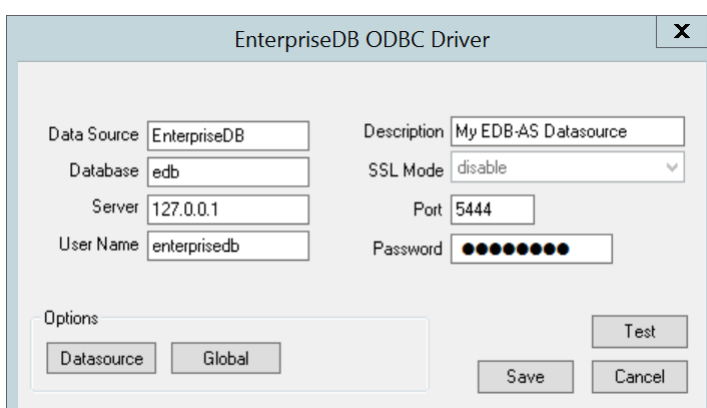 EnterpriseDB ODBC Driver
X
Data Source EnterpriseDB
Description My EDB-AS Datasource
Database edb
SSL Mode disable
Server 127.0.0.1
Port 5444
User Name enterprisedb
Password ●●●●●●●●
Options
Datasource Global
Test
Save Cancel